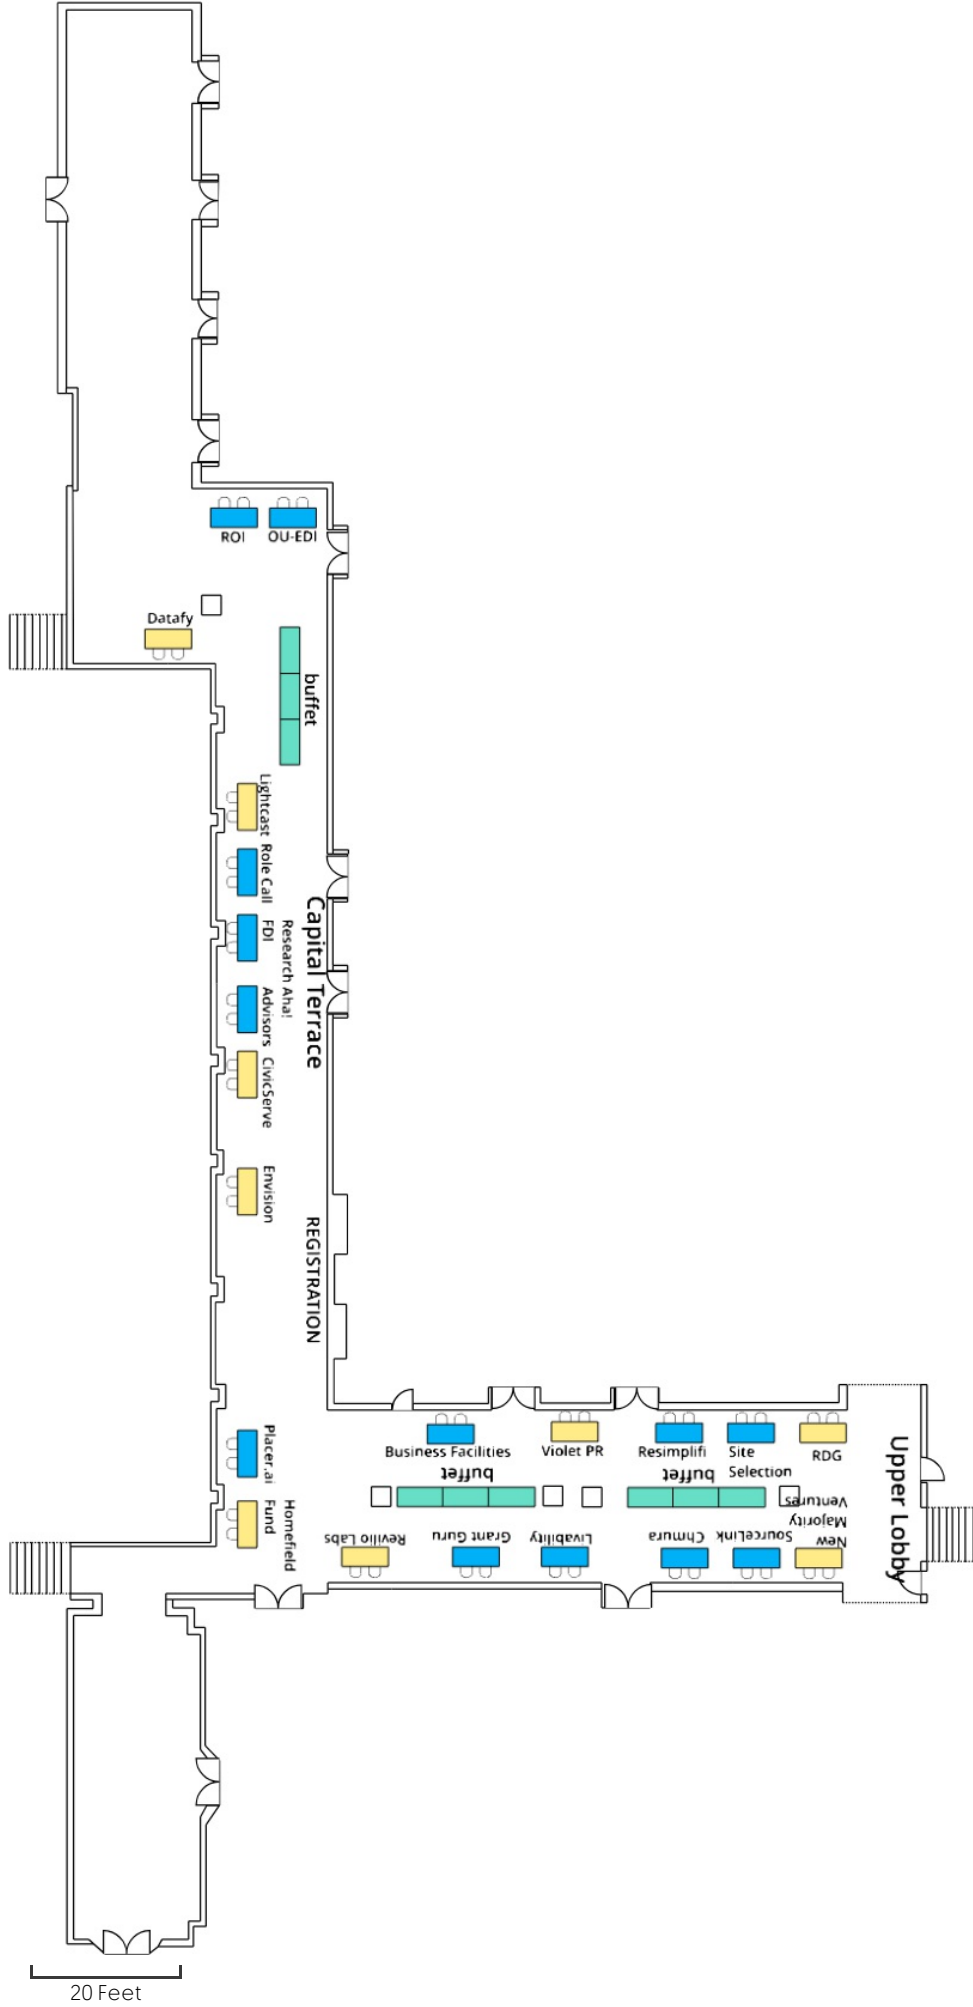 ROI
OU-EDI
Datafy
buffet
Lightcast
Role Call
FDI
Research Aha!
Advisors
Capital Terrace
CivicServe
Envision
REGISTRATION
Placer.ai
Homefield
Fund
Business Facilities
Violet PR
Resimplifi
Site
Selection
RDG
buffet
buffet
Upper Lobby
Revilio Labs
Grant Guru
Livability
Chmura
SourceLink
New
Majority
Ventures
20 Feet